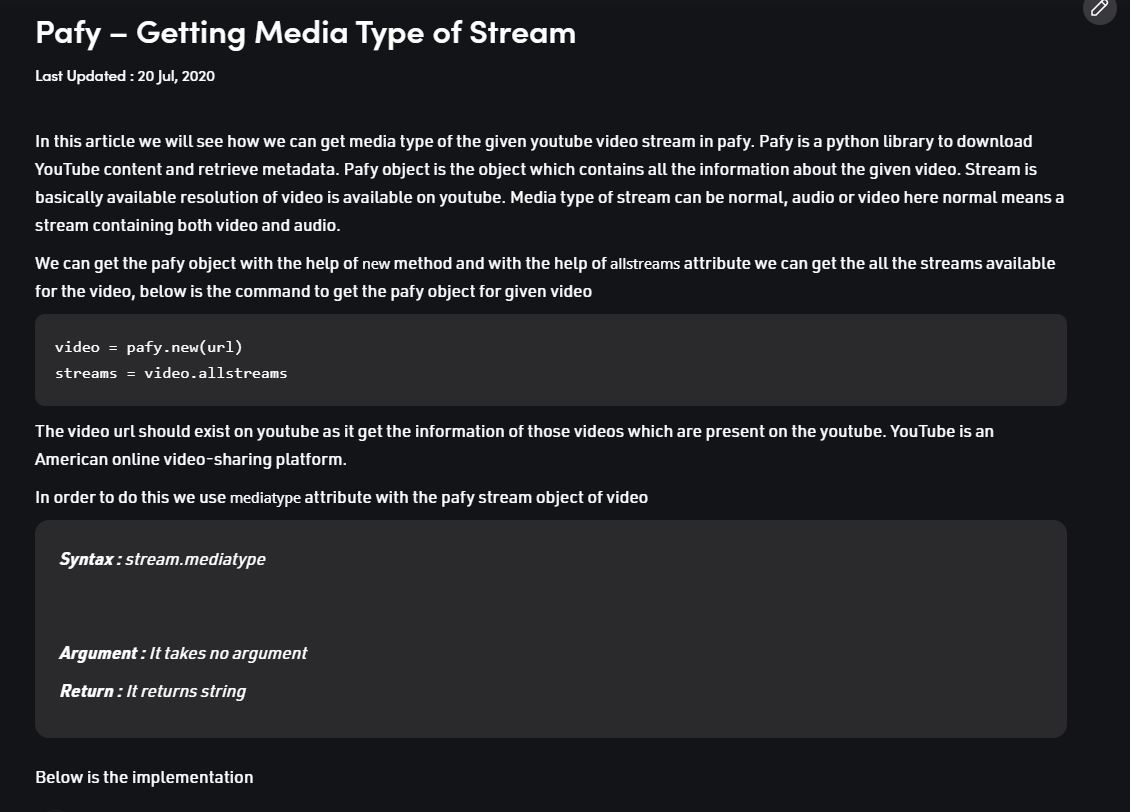 Pafy – Getting Media Type of Stream
Last Updated : 20 Jul, 2020
In this article we will see how we can get media type of the given youtube video stream in pafy. Pafy is a python library to download
YouTube content and retrieve metadata. Pafy object is the object which contains all the information about the given video. Stream is
basically available resolution of video is available on youtube. Media type of stream can be normal, audio or video here normal means a
stream containing both video and audio.
We can get the pafy object with the help of new method and with the help of allstreams attribute we can get the all the streams available
for the video, below is the command to get the pafy object for given video
video = pafy.new(url)
streams = video.allstreams
The video url should exist on youtube as it get the information of those videos which are present on the youtube. YouTube is an
American online video-sharing platform.
In order to do this we use mediatype attribute with the pafy stream object of video
Syntax : stream.mediatype
Argument : It takes no argument
Return : It returns string
Below is the implementation